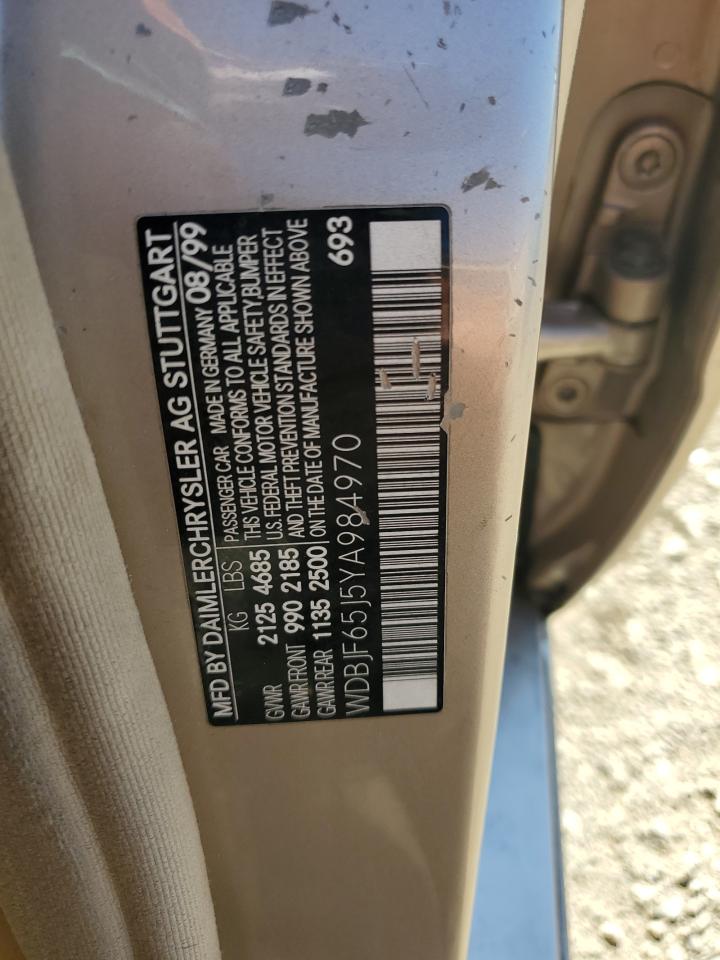 MFD BY DAIMLERCHRYSLER AG STUTTGART
KG LBS PASSENGER CAR MADE IN GERMANY 08/99
GVWR 2125 4685 THIS VEHICLE CONFORMS TO ALL APPLICABLE
U.S. FEDERAL MOTOR VEHICLE SAFETY,BUMPER
GAWR FRONT 990 2185 AND THEFT PREVENTION STANDARDS IN EFFECT
GAWR REAR 1135 2500 ON THE DATE OF MANUFACTURE SHOWN ABOVE
WDBJF65J5YA984970 693